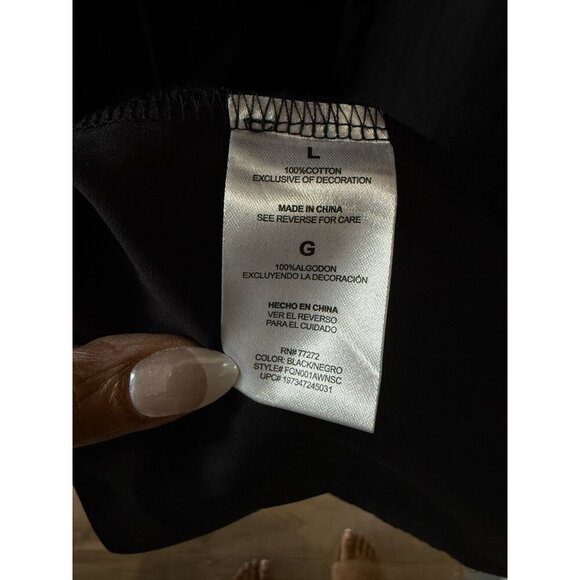 L
100%COTTON
EXCLUSIVE OF DECORATION
MADE IN CHINA
SEE REVERSE FOR CARE
G
100%ALGODON
EXCLUYENDO LA DECORACIÓN
HECHO EN CHINA
VER EL REVERSO
PARA EL CUIDADO
RN# 77272
COLOR: BLACK/NEGRO
STYLE# FQN001AWNSC
UPC# 197347245031